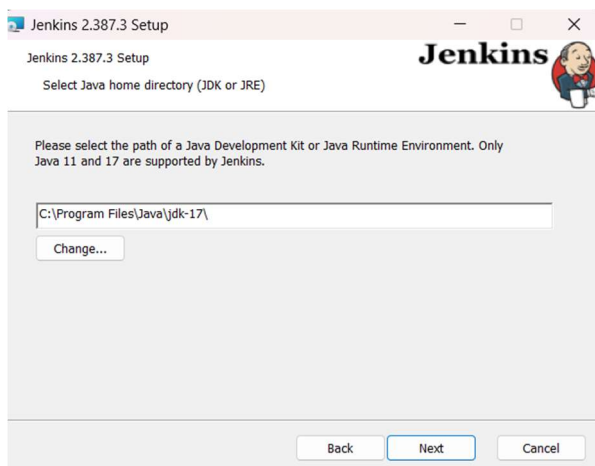 Jenkins 2.387.3 Setup
Jenkins 2.387.3 Setup
Jenkins
Select Java home directory (JDK or JRE)
Please select the path of a Java Development Kit or Java Runtime Environment. Only
Java 11 and 17 are supported by Jenkins.
C:\Program Files\Java\jdk-17\
Change...
Back Next Cancel